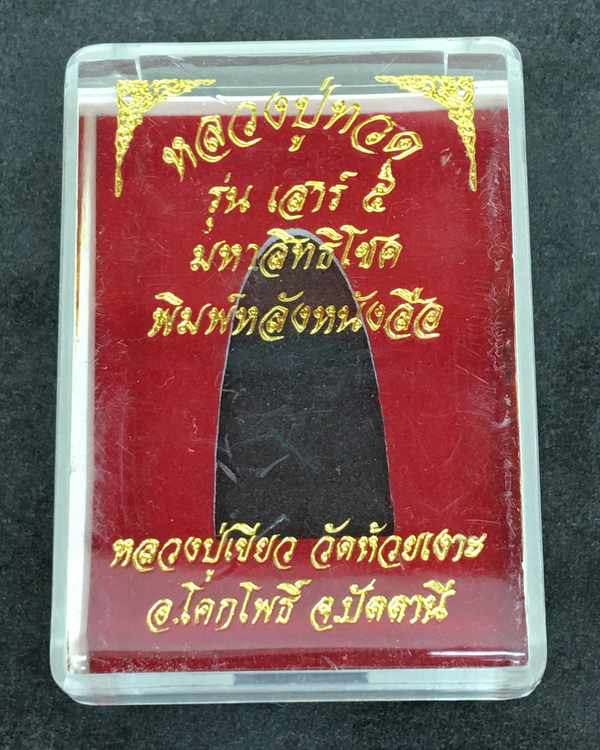 หลวงปู่ทวด
รุ่น เสาร์ ๕
มหาสิทธิโชค
พิมพ์หลังหนังสือ
หลวงปู่เขียว วัดห้วยเงาะ
อ.โคกโพธิ์ จ.ปัตตานี